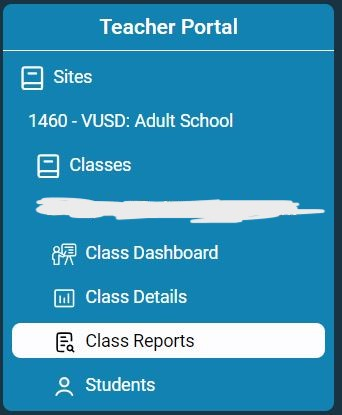 Teacher Portal
Sites
1460 - VUSD: Adult School
Classes
Class Dashboard
Class Details
Class Reports
Students